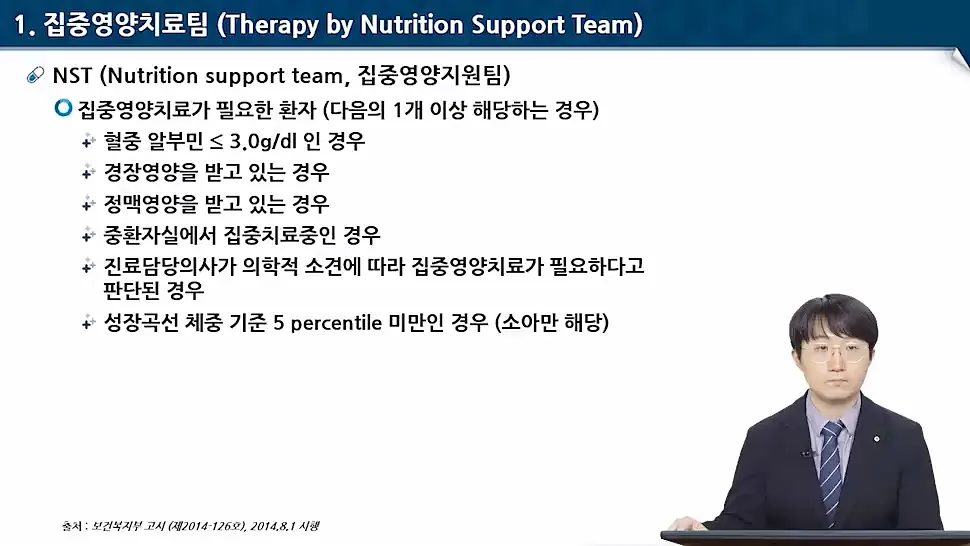 1. 집중영양치료팀 (Therapy by Nutrition Support Team)
NST (Nutrition support team, 집중영양지원팀)
집중영양치료가 필요한 환자 (다음의 1개 이상 해당하는 경우)
혈중 알부민 ≤ 3.0g/dl 인 경우
경장영양을 받고 있는 경우
정맥영양을 받고 있는 경우
중환자실에서 집중치료중인 경우
진료담당의사가 의학적 소견에 따라 집중영양치료가 필요하다고
판단된 경우
성장곡선 체중 기준 5 percentile 미만인 경우 (소아만 해당)
출처 : 보건복지부 고시 (제2014-126호), 2014.8.1 시행